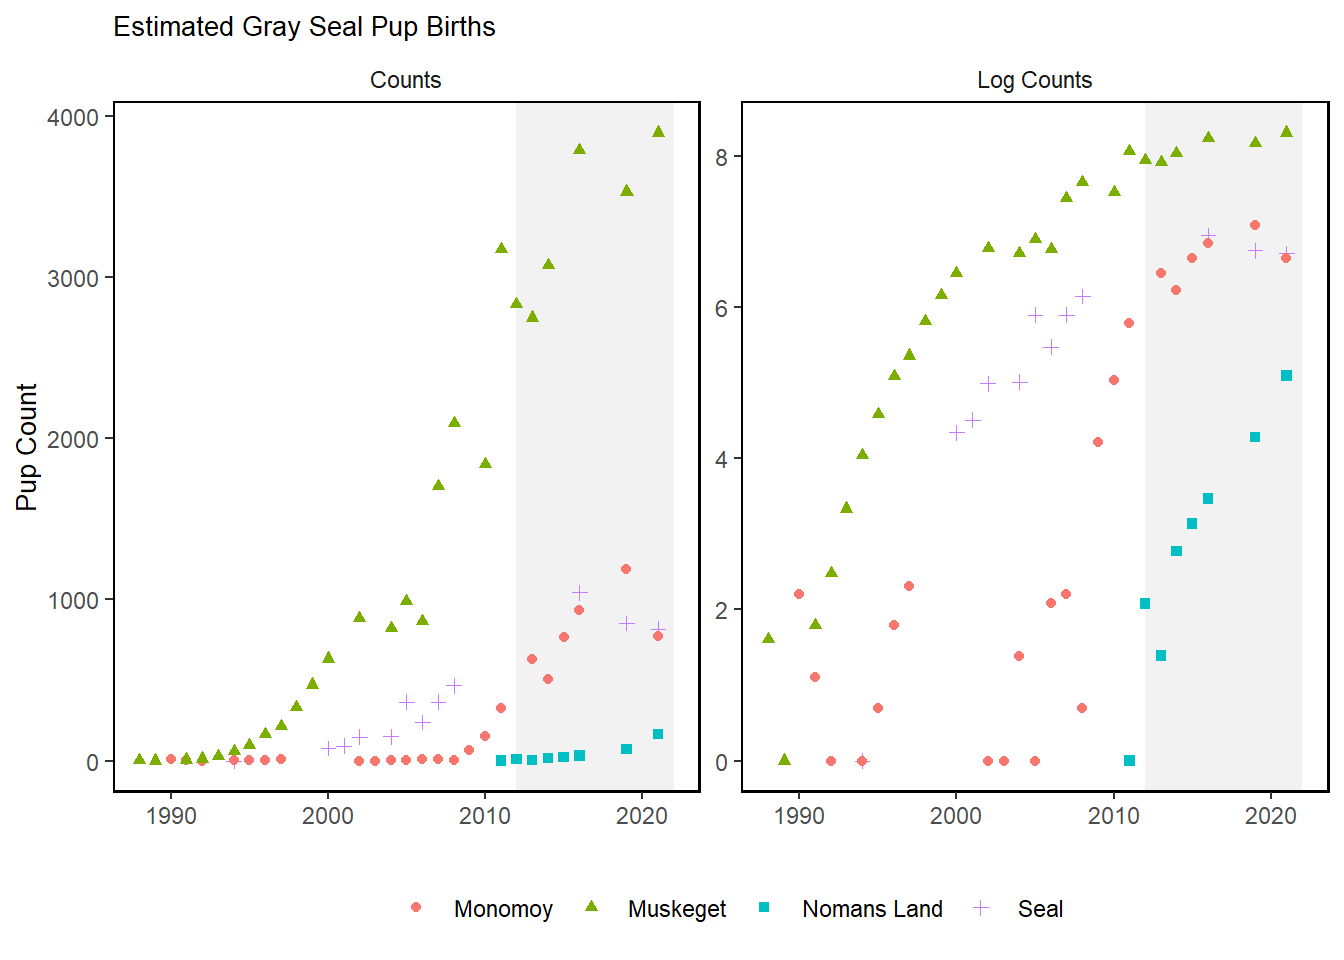 Estimated Gray Seal Pup Births
Counts
Log Counts
Pup Count
4000
3000
2000
1000
0
8
6
4
2
0
1990 2000 2010 2020
1990 2000 2010 2020
Monomoy Muskeget Nomans Land Seal